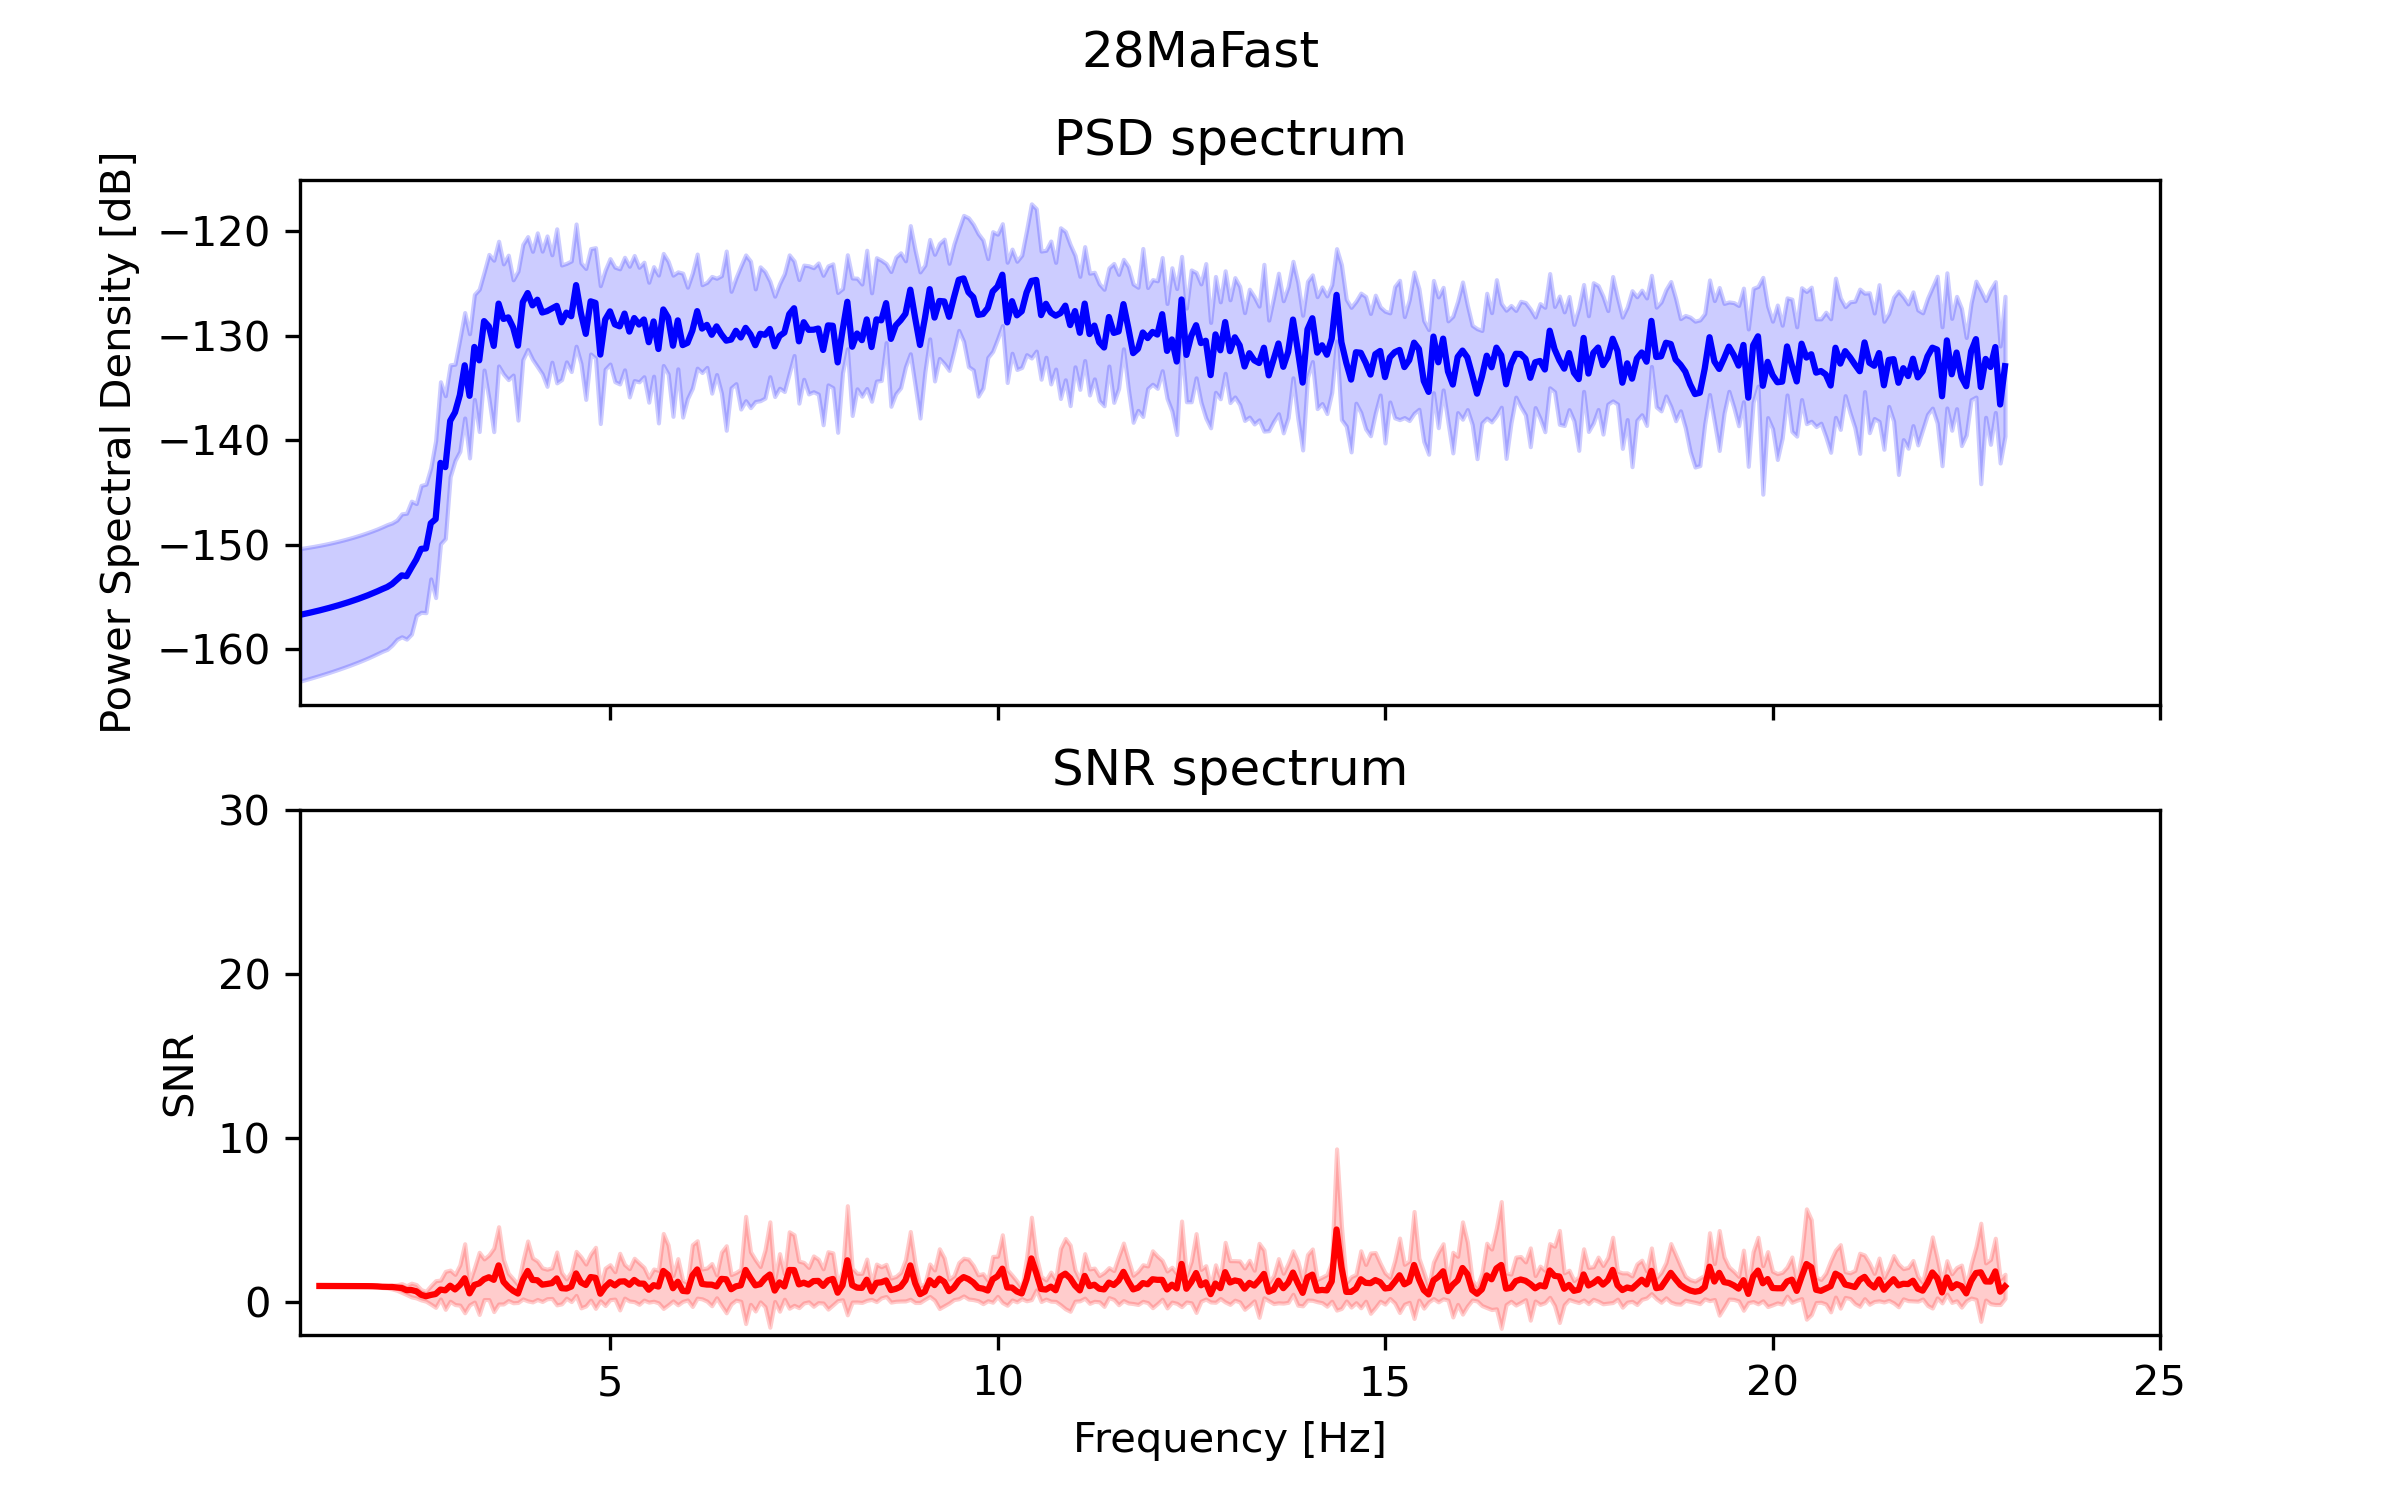 28MaFast
PSD spectrum
Power Spectral Density [dB]
−120
−130
−140
−150
−160
SNR spectrum
SNR
30
20
10
0
5
10
15
20
25
Frequency [Hz]